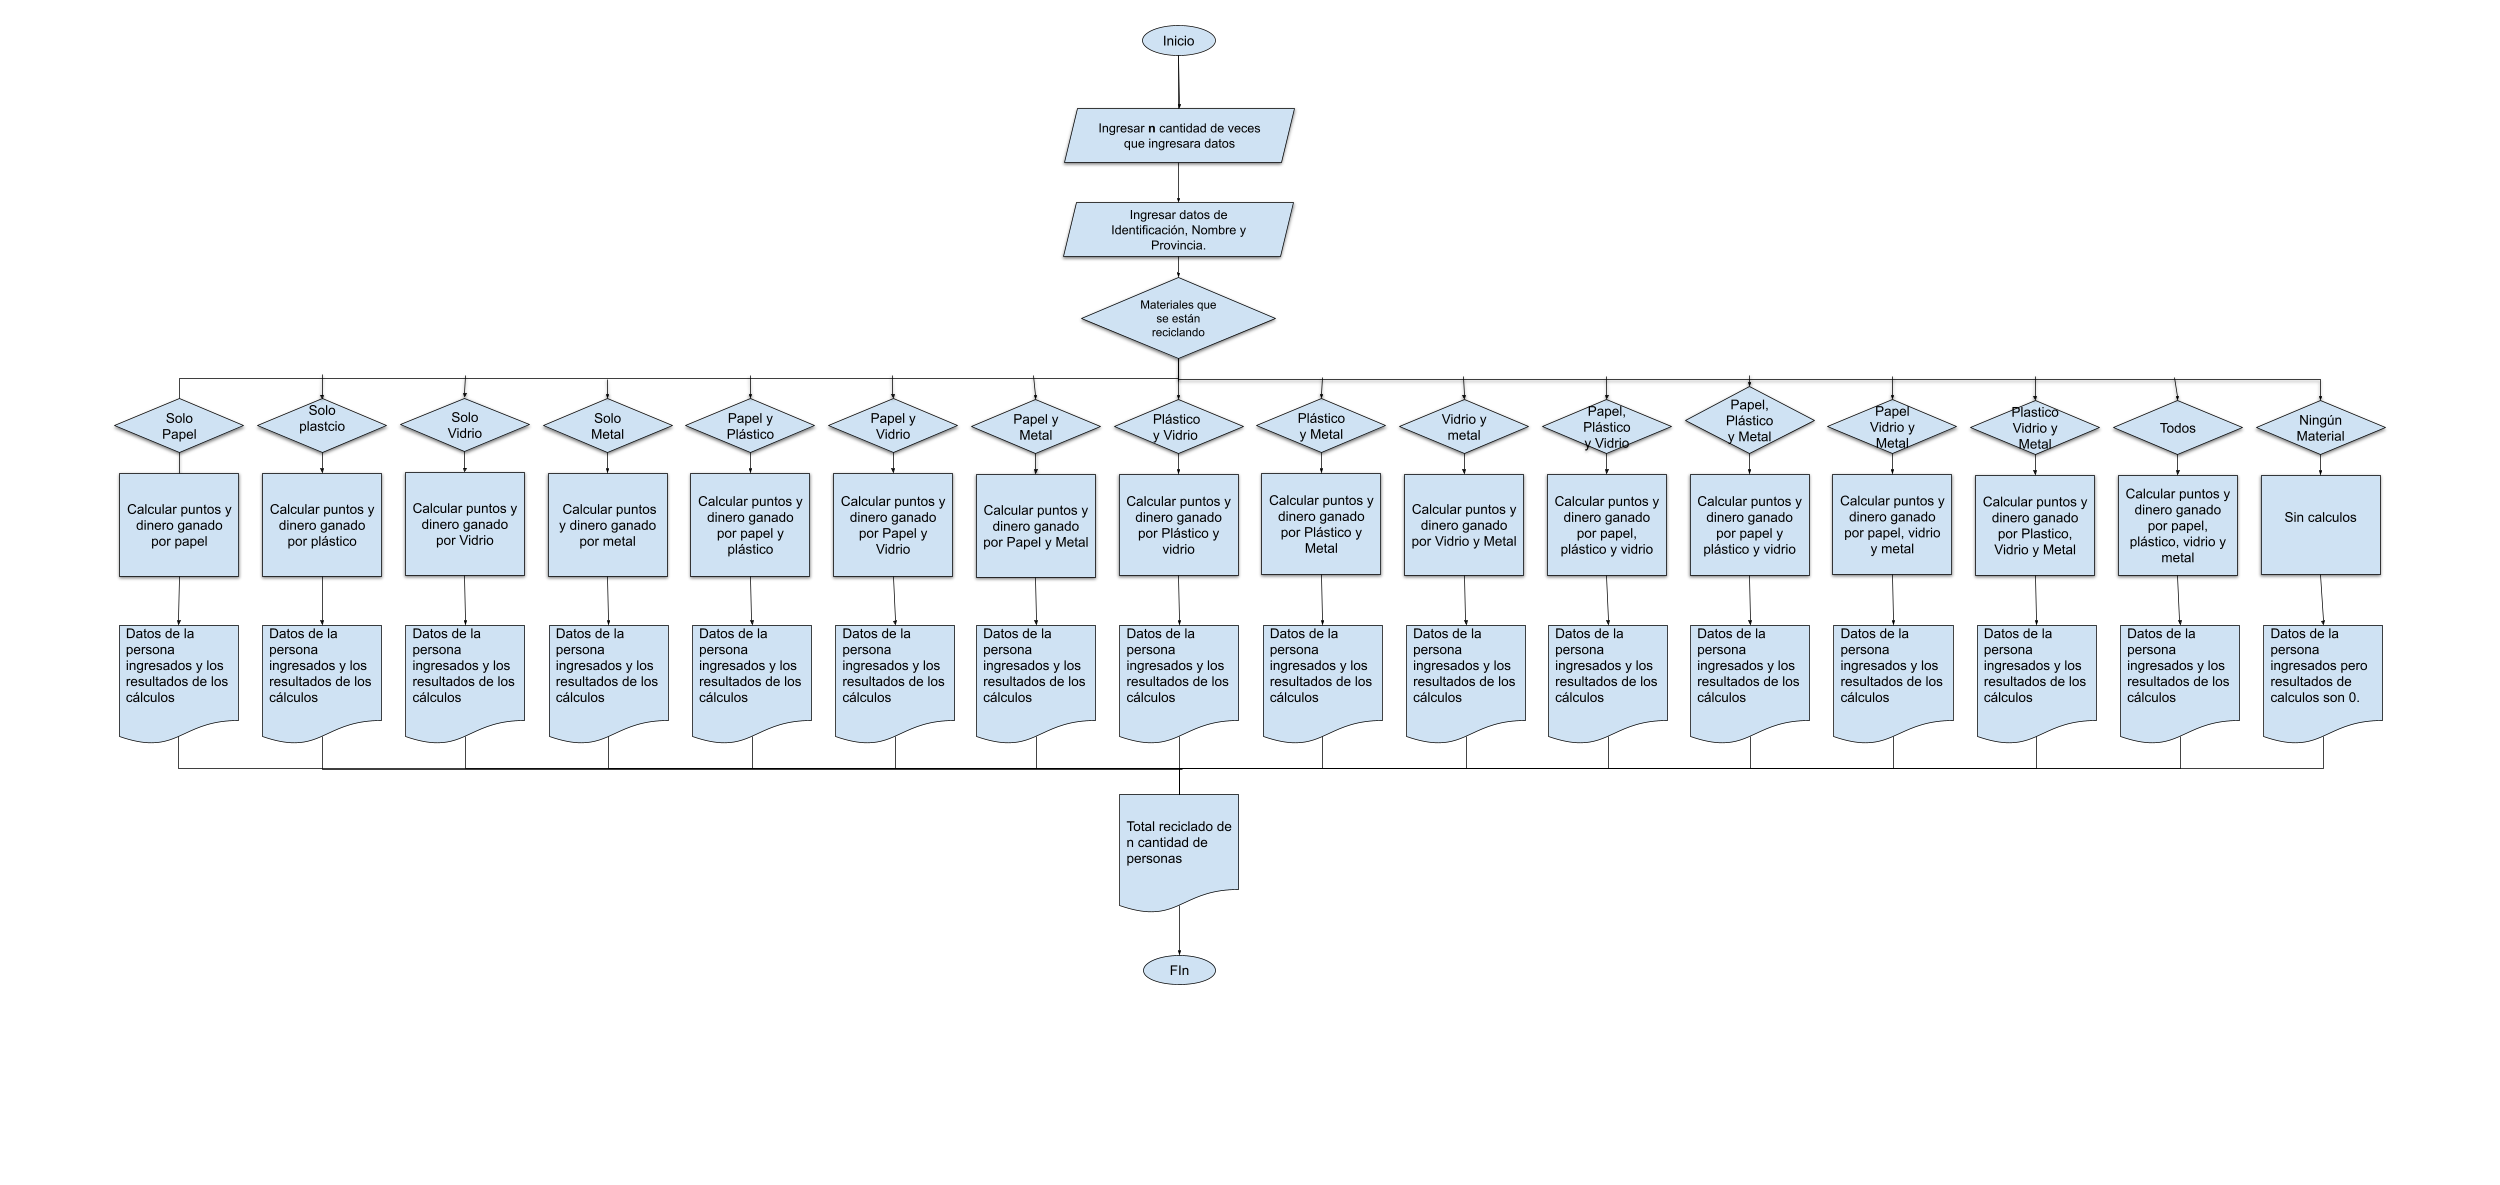 Inicio
Ingresar n cantidad de veces
que ingresara datos
Ingresar datos de
Identificación, Nombre y
Provincia.
Materiales que
se están
reciclando
Solo
Papel
Solo
plastcio
Solo
Vidrio
Solo
Metal
Papel y
Plástico
Papel y
Vidrio
Papel y
Metal
Plástico
y Vidrio
Plástico
y Metal
Vidrio y
metal
Papel,
Plástico
y Vidrio
Papel,
Plástico
y Metal
Papel
Vidrio y
Metal
Plastico
Vidrio y
Metal
Todos
Ningún
Material
Calcular puntos y
dinero ganado
por papel
Calcular puntos y
dinero ganado
por plástico
Calcular puntos y
dinero ganado
por Vidrio
Calcular puntos
y dinero ganado
por metal
Calcular puntos y
dinero ganado
por papel y
plástico
Calcular puntos y
dinero ganado
por Papel y
Vidrio
Calcular puntos y
dinero ganado
por Papel y Metal
Calcular puntos y
dinero ganado
por Plástico y
vidrio
Calcular puntos y
dinero ganado
por Plástico y
Metal
Calcular puntos y
dinero ganado
por Vidrio y Metal
Calcular puntos y
dinero ganado
por papel,
plástico y vidrio
Calcular puntos y
dinero ganado
por papel y
plástico y vidrio
Calcular puntos y
dinero ganado
por papel, vidrio
y metal
Calcular puntos y
dinero ganado
por Plastico,
Vidrio y Metal
Calcular puntos y
dinero ganado
por papel,
plástico, vidrio y
metal
Sin calculos
Datos de la
persona
ingresados y los
resultados de los
cálculos
Datos de la
persona
ingresados y los
resultados de los
cálculos
Datos de la
persona
ingresados y los
resultados de los
cálculos
Datos de la
persona
ingresados y los
resultados de los
cálculos
Datos de la
persona
ingresados y los
resultados de los
cálculos
Datos de la
persona
ingresados y los
resultados de los
cálculos
Datos de la
persona
ingresados y los
resultados de los
cálculos
Datos de la
persona
ingresados y los
resultados de los
cálculos
Datos de la
persona
ingresados y los
resultados de los
cálculos
Datos de la
persona
ingresados y los
resultados de los
cálculos
Datos de la
persona
ingresados y los
resultados de los
cálculos
Datos de la
persona
ingresados y los
resultados de los
cálculos
Datos de la
persona
ingresados y los
resultados de los
cálculos
Datos de la
persona
ingresados y los
resultados de los
cálculos
Datos de la
persona
ingresados y los
resultados de los
cálculos
Datos de la
persona
ingresados pero
resultados de
calculos son 0.
Total reciclado de
n cantidad de
personas
FIn